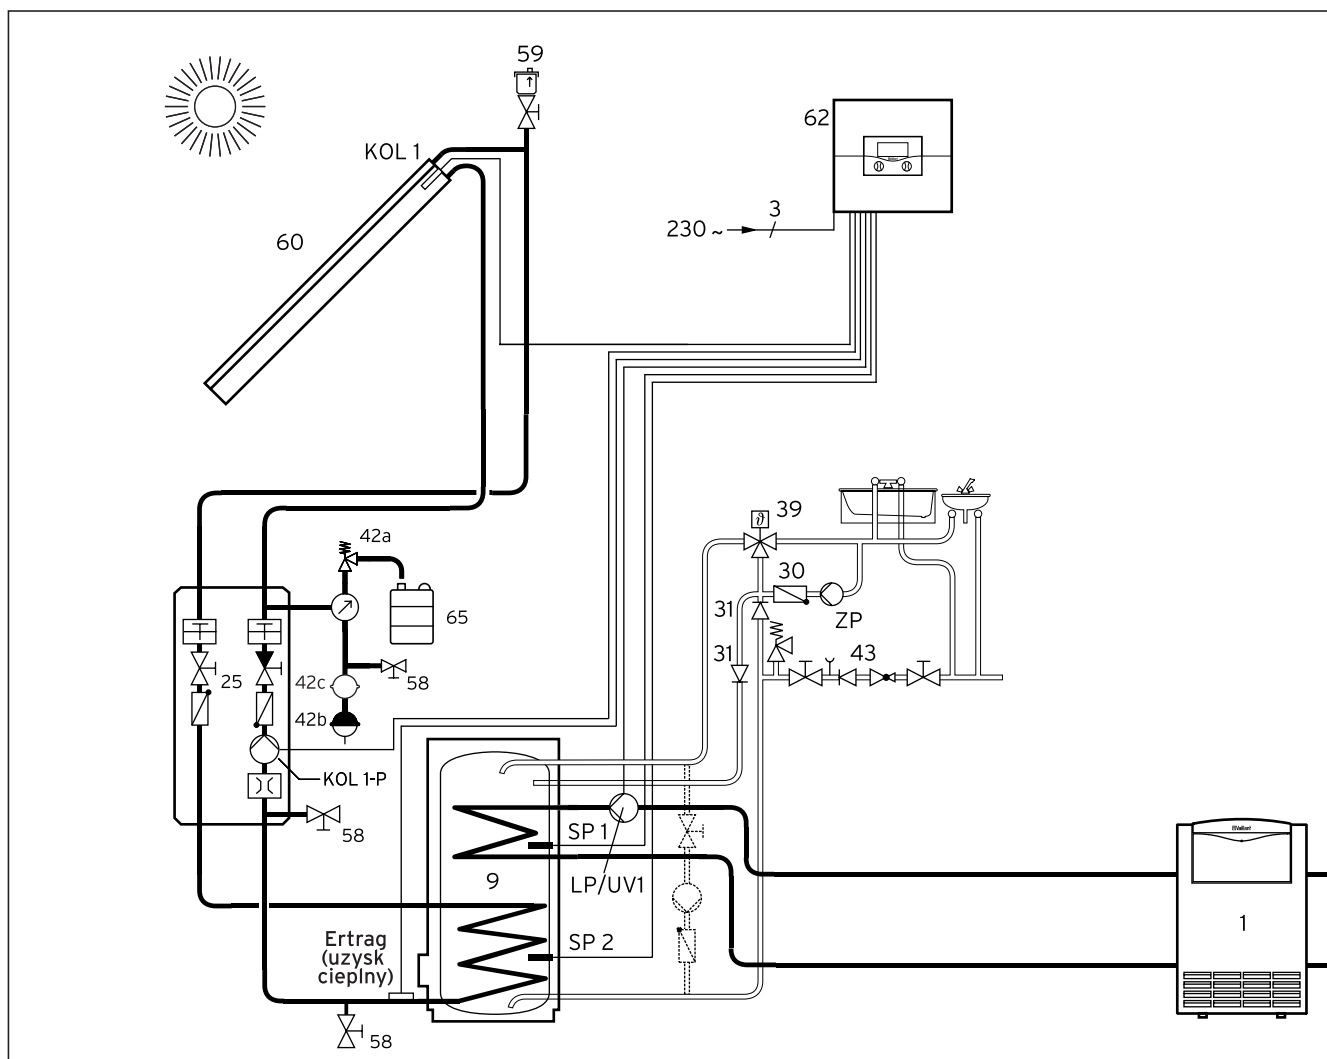 59
62
KOL 1
3
230 ~
60
42a
39
ϑ
30
31
65
ZP
31
43
25
42c
58
42b
KOL 1-P
SP 1
58
9
LP/UV1
Vaillant
1
Ertrag
(uzysk
cieplny)
SP 2
58